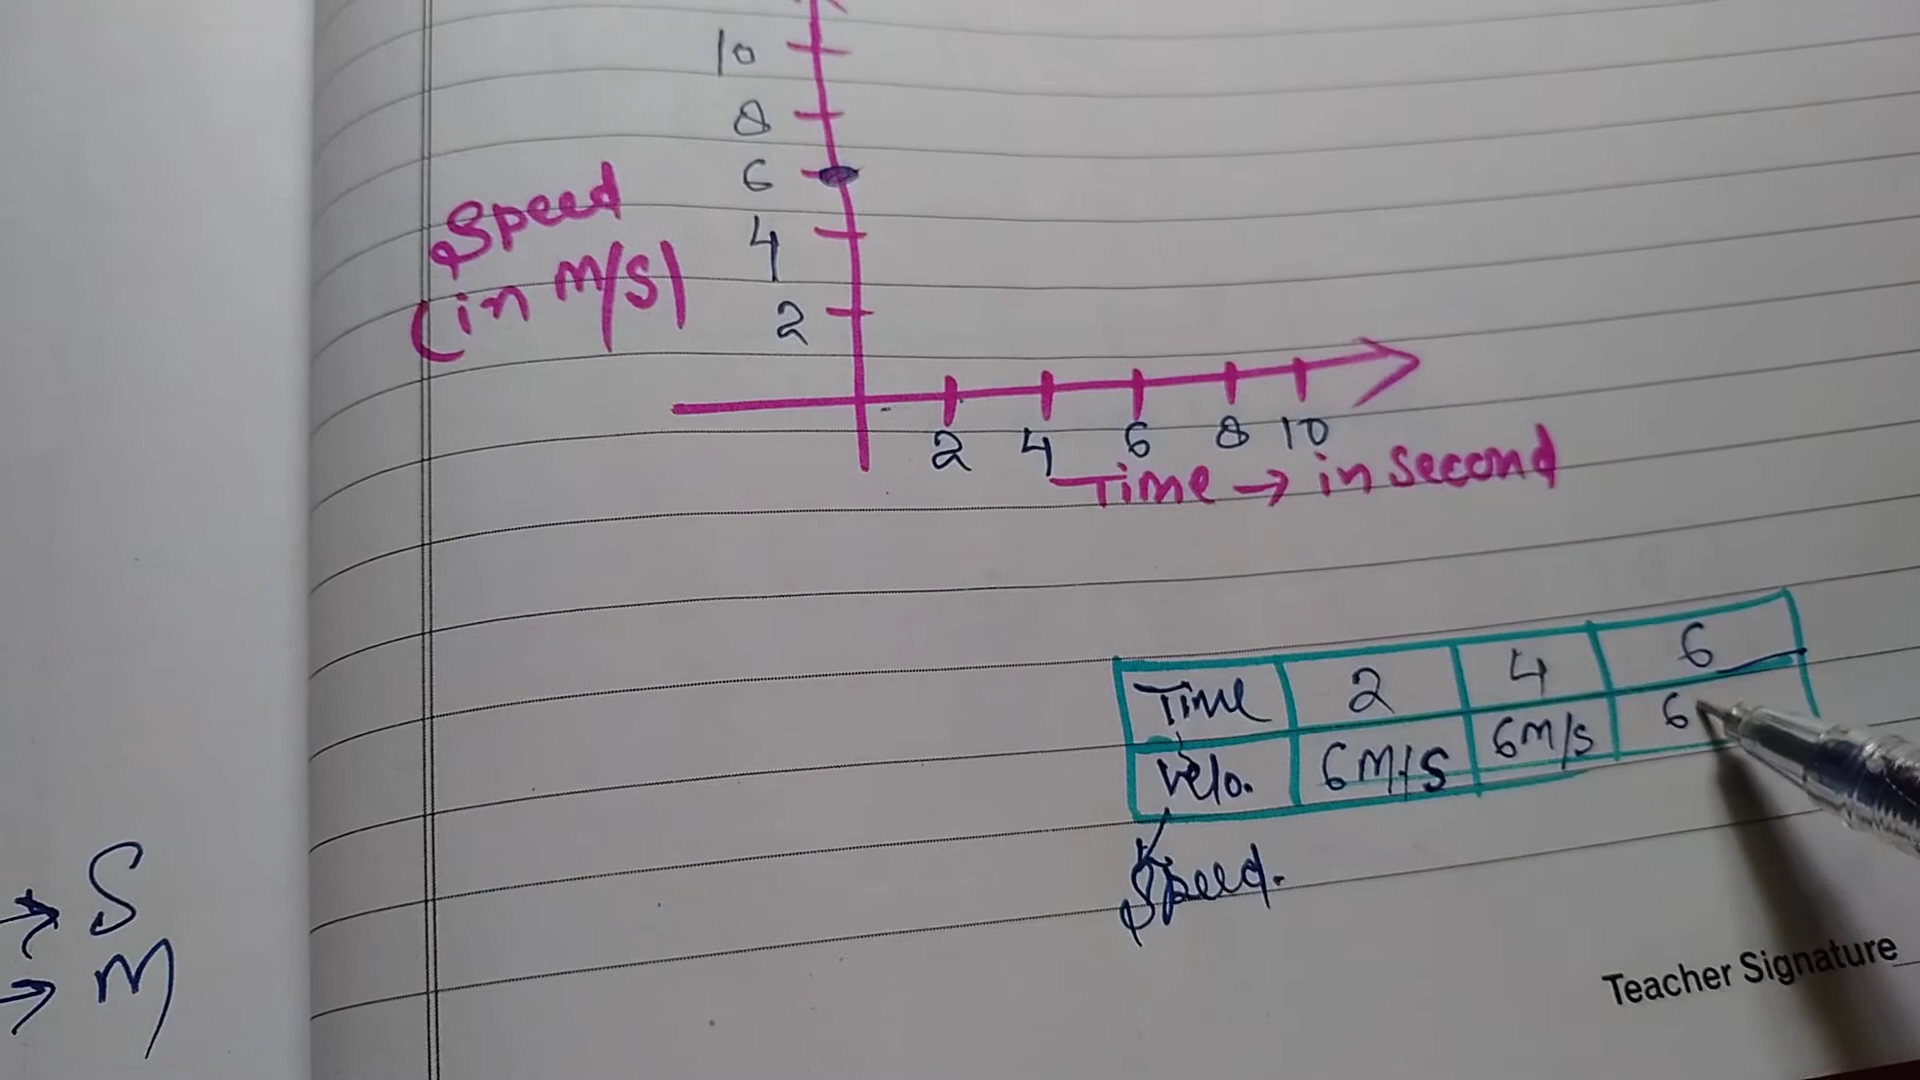 10
8
6
Speed
4
(in m/s)
2
2 4 6 8 10
Time → in second
Time 2 4 6
Velo. 6M/S 6m/s 6
Speed.
→ S
→ M
Teacher Signature